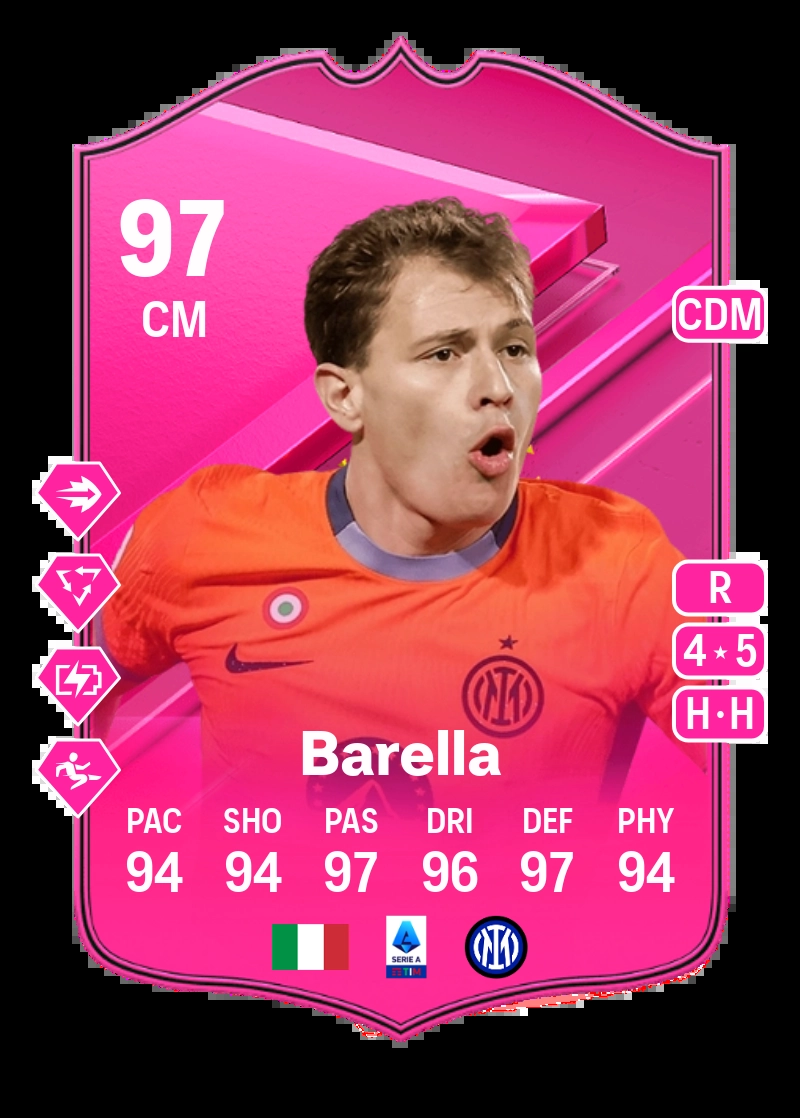 97
CM
CDM
R
4★5
H•H
Barella
PAC SHO PAS DRI DEF PHY
94 94 97 96 97 94
SERIE A